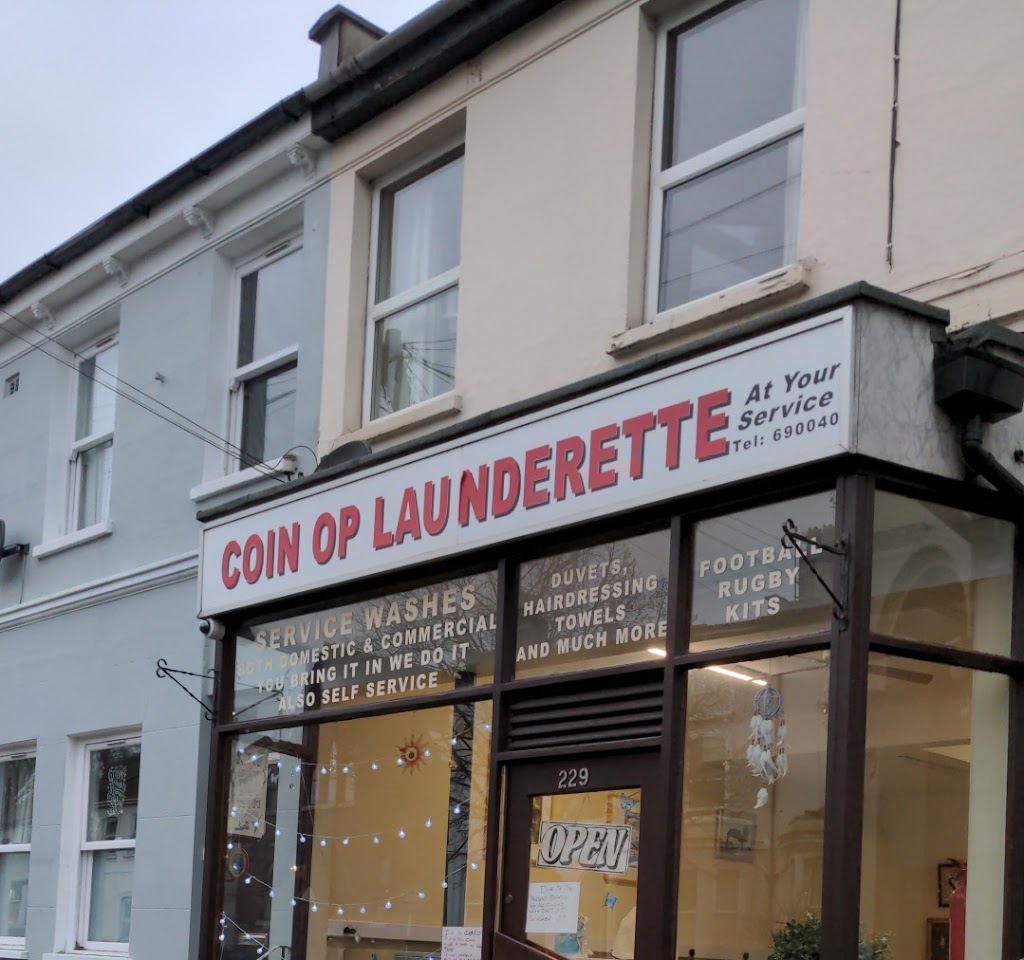 COIN OP LAUNDERETTE
At Your
Service
Tel: 690040
SERVICE WASHES
BOTH DOMESTIC & COMMERCIAL
YOU BRING IT IN WE DO IT
ALSO SELF SERVICE
DUVETS,
HAIRDRESSING
TOWELS
AND MUCH MORE
FOOTBALL
RUGBY
KITS
229
OPEN